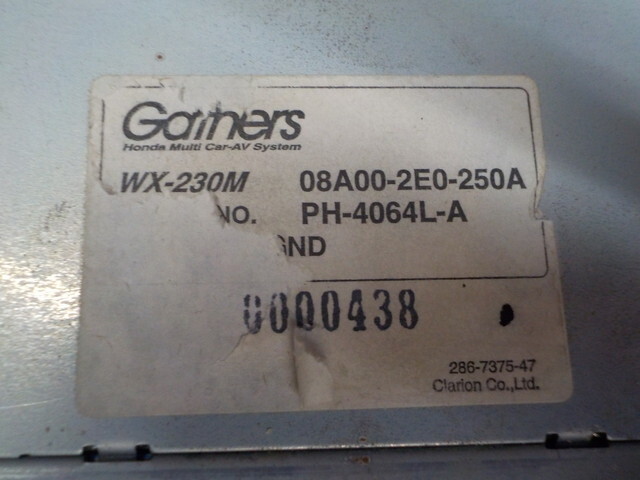 Gathers
Honda Multi Car-AV System
WX-230M 08A00-2E0-250A
NO. PH-4064L-A
GND
0000438
286-7375-47
Clarion Co.,Ltd.